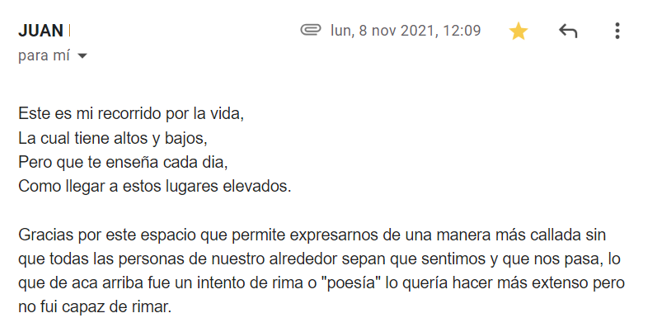 JUAN
lun, 8 nov 2021, 12:09
para mí
Este es mi recorrido por la vida,
La cual tiene altos y bajos,
Pero que te enseña cada dia,
Como llegar a estos lugares elevados.
Gracias por este espacio que permite expresarnos de una manera más callada sin
que todas las personas de nuestro alrededor sepan que sentimos y que nos pasa, lo
que de aca arriba fue un intento de rima o "poesía" lo quería hacer más extenso pero
no fui capaz de rimar.